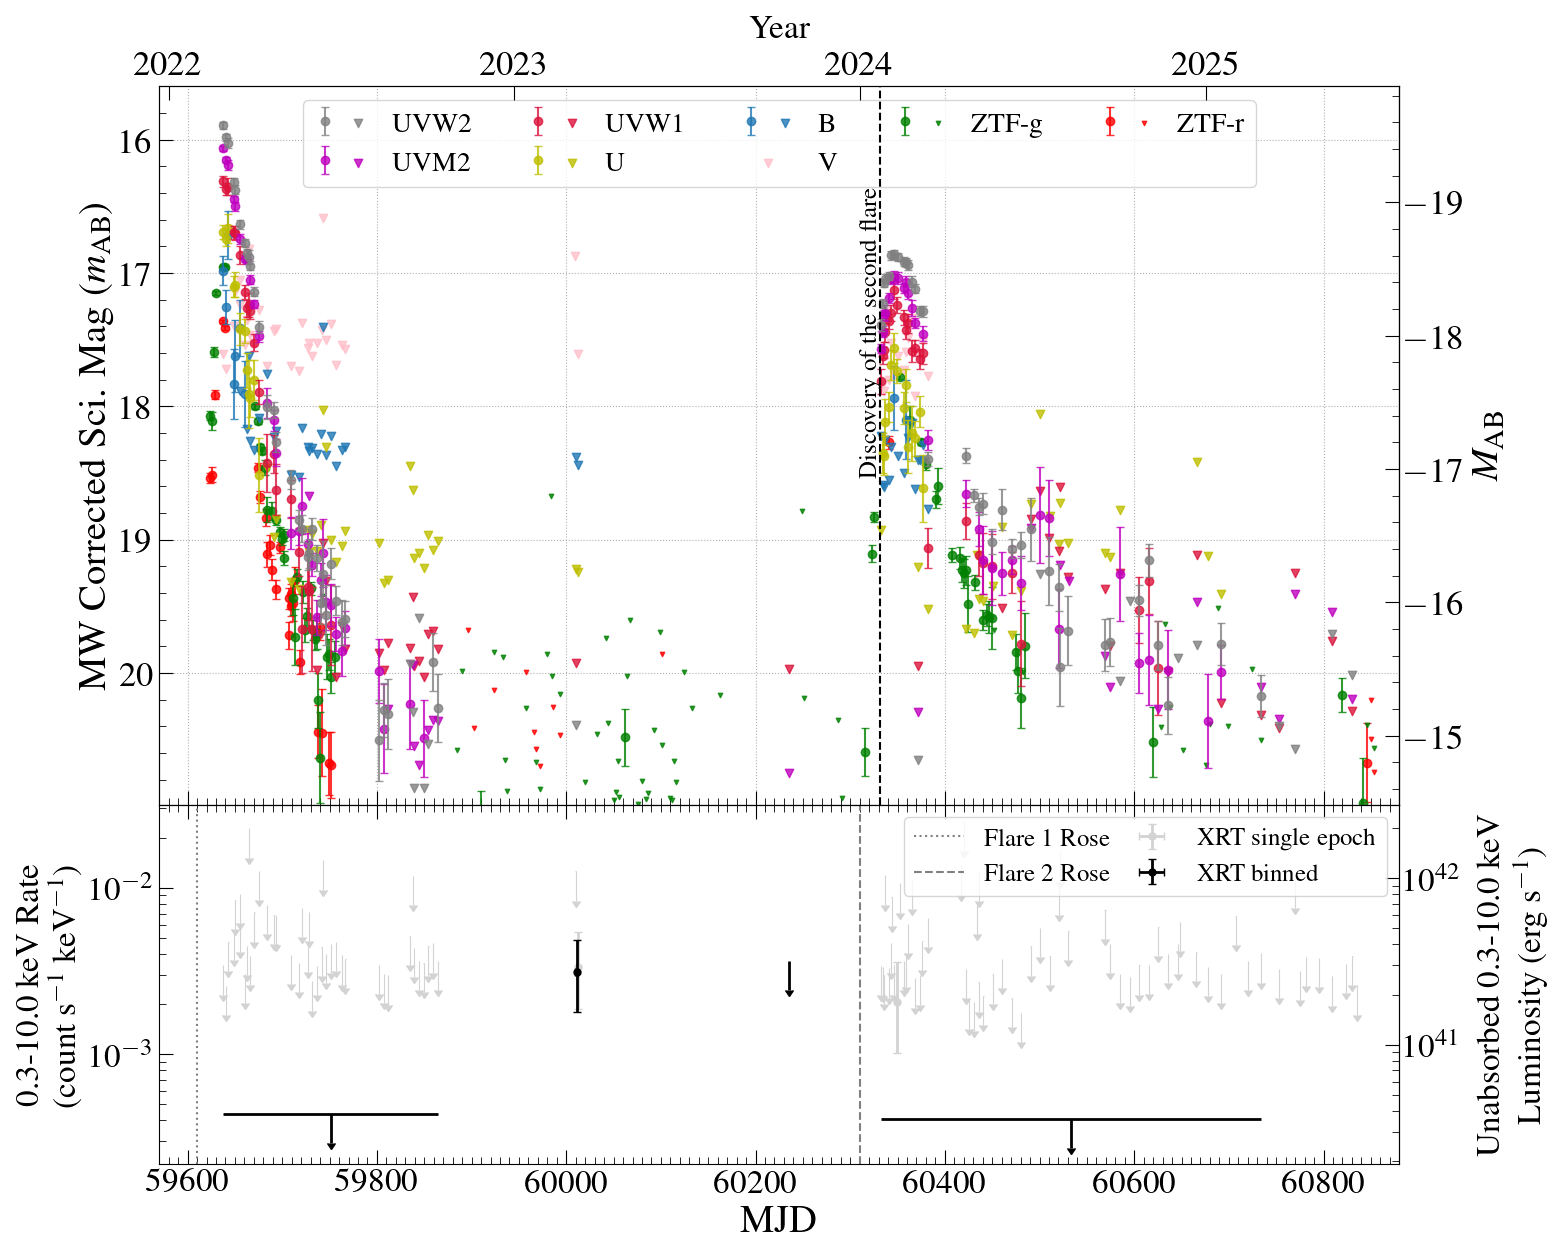 Year
2022 2023 2024 2025
UVW2 UVW1 B ZTF-g ZTF-r
UVM2 U V
16
17
18
19
20
MW Corrected Sci. Mag (m_AB)
Discovery of the second flare
−19
−18
−17
−16
−15
M_AB
Flare 1 Rose XRT single epoch
Flare 2 Rose XRT binned
10⁻²
10⁻³
0.3-10.0 keV Rate
(count s⁻¹ keV⁻¹)
10⁴²
10⁴¹
Unabsorbed 0.3-10.0 keV
Luminosity (erg s⁻¹)
59600 59800 60000 60200 60400 60600 60800
MJD